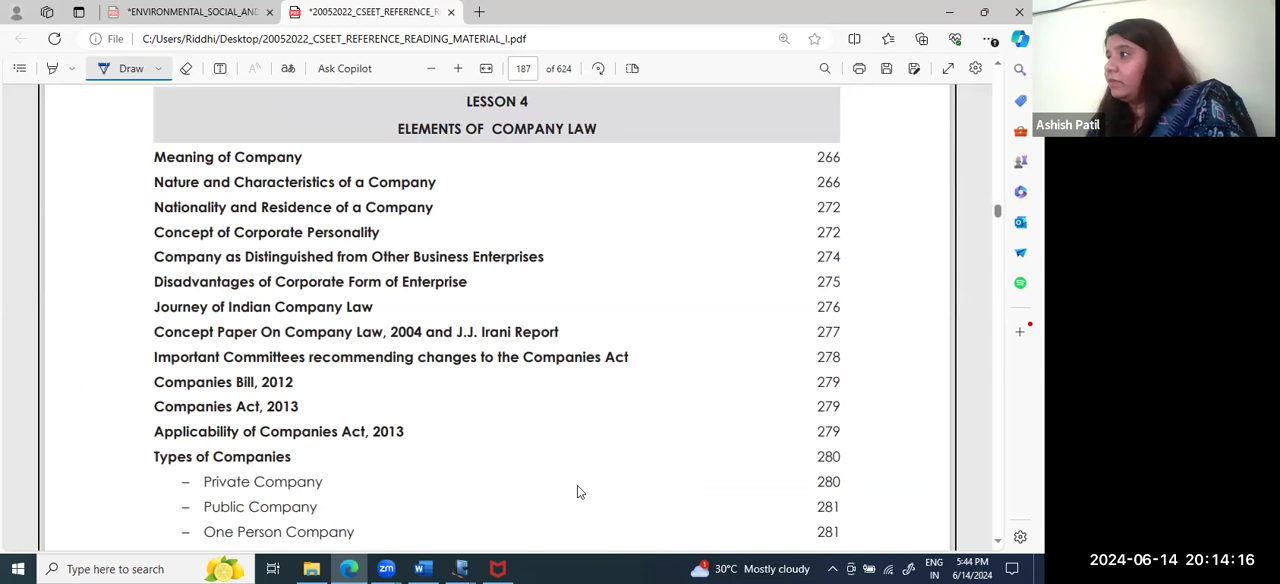 *ENVIRONMENTAL_SOCIAL_AND
*20052022_CSEET_REFERENCE_R
File
C:/Users/Riddhi/Desktop/20052022_CSEET_REFERENCE_READING_MATERIAL_I.pdf
Draw
Ask Copilot
187
of 624
Ashish Patil
LESSON 4
ELEMENTS OF COMPANY LAW
Meaning of Company 266
Nature and Characteristics of a Company 266
Nationality and Residence of a Company 272
Concept of Corporate Personality 272
Company as Distinguished from Other Business Enterprises 274
Disadvantages of Corporate Form of Enterprise 275
Journey of Indian Company Law 276
Concept Paper On Company Law, 2004 and J.J. Irani Report 277
Important Committees recommending changes to the Companies Act 278
Companies Bill, 2012 279
Companies Act, 2013 279
Applicability of Companies Act, 2013 279
Types of Companies 280
– Private Company 280
– Public Company 281
– One Person Company 281
Type here to search
30°C Mostly cloudy
ENG
IN
5:44 PM
6/14/2024
2024-06-14 20:14:16